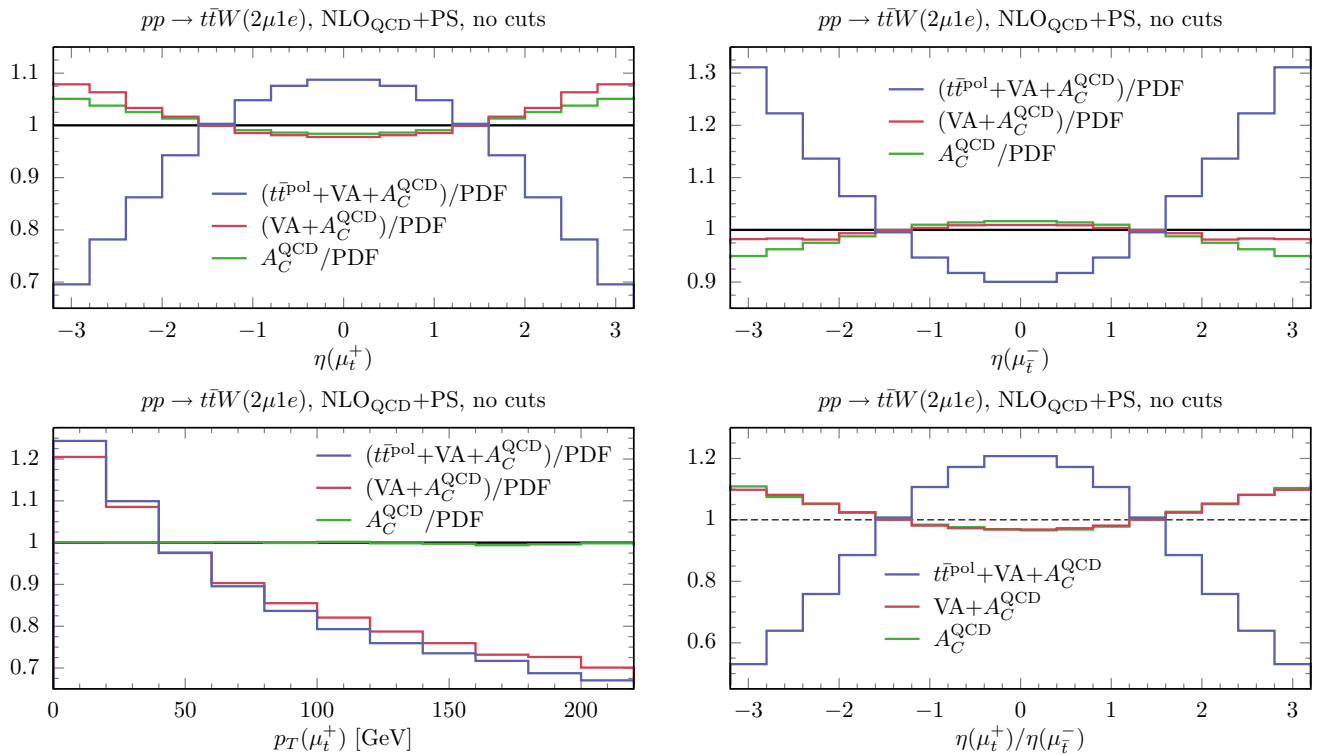 pp → tt̄W(2μ1e), NLO_QCD+PS, no cuts
1.1
1
0.9
0.8
0.7
(tt̄^pol+VA+A_C^QCD)/PDF
(VA+A_C^QCD)/PDF
A_C^QCD/PDF
−3 −2 −1 0 1 2 3
η(μ_t^+)
pp → tt̄W(2μ1e), NLO_QCD+PS, no cuts
1.3
1.2
1.1
1
0.9
(tt̄^pol+VA+A_C^QCD)/PDF
(VA+A_C^QCD)/PDF
A_C^QCD/PDF
−3 −2 −1 0 1 2 3
η(μ_t̄^−)
pp → tt̄W(2μ1e), NLO_QCD+PS, no cuts
1.2
1.1
1
0.9
0.8
0.7
(tt̄^pol+VA+A_C^QCD)/PDF
(VA+A_C^QCD)/PDF
A_C^QCD/PDF
0 50 100 150 200
p_T(μ_t^+) [GeV]
pp → tt̄W(2μ1e), NLO_QCD+PS, no cuts
1.2
1
0.8
0.6
tt̄^pol+VA+A_C^QCD
VA+A_C^QCD
A_C^QCD
−3 −2 −1 0 1 2 3
η(μ_t^+)/η(μ_t̄^−)